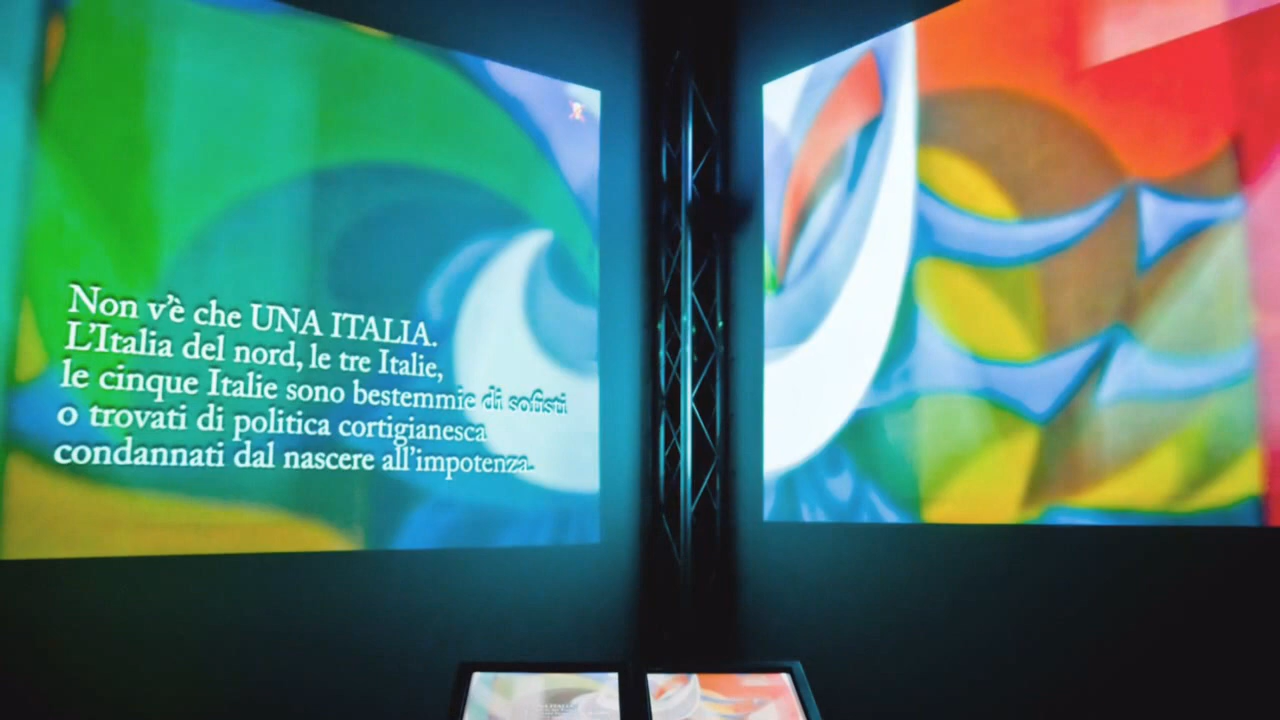 Non v'è che UNA ITALIA.
L'Italia del nord, le tre Italie,
le cinque Italie sono bestemmie di sofisti
o trovati di politica cortigianesca
condannati dal nascere all'impotenza.